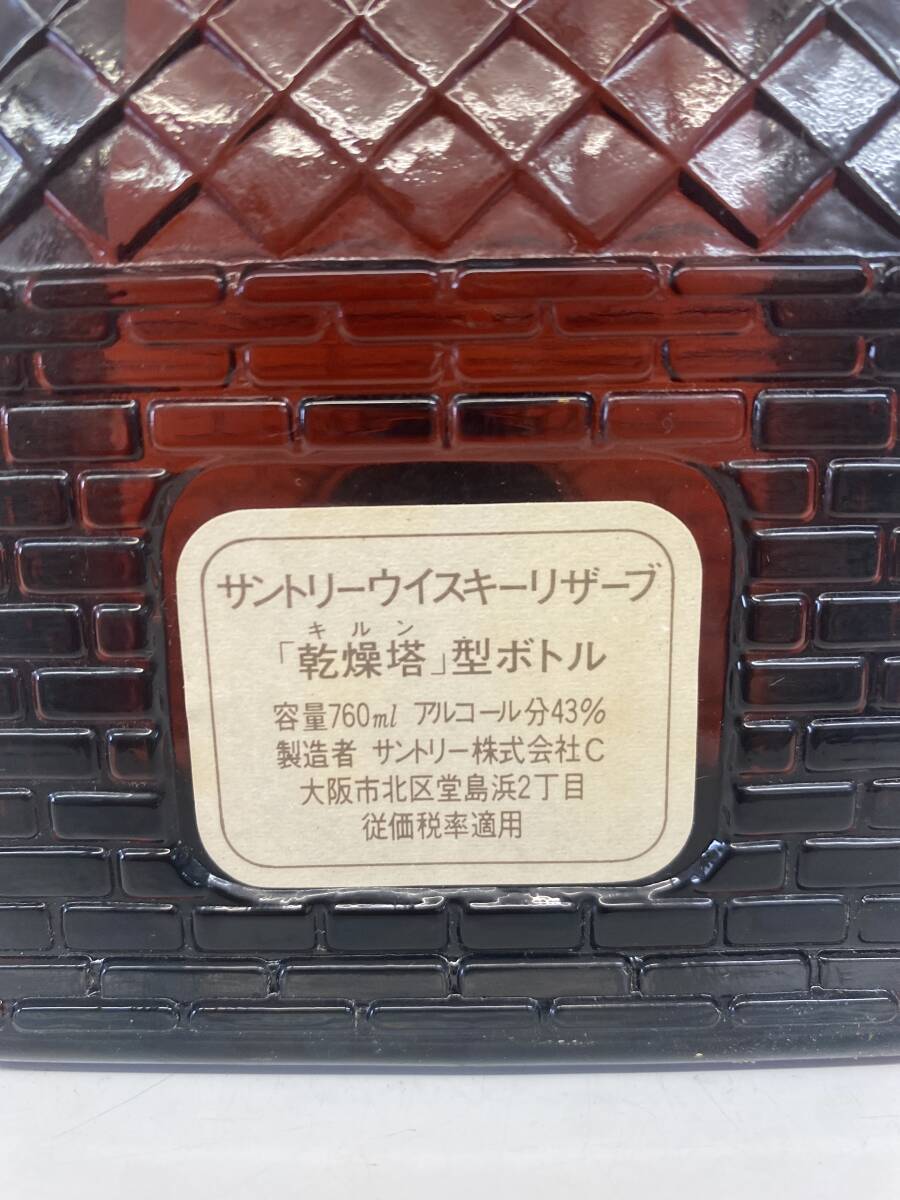 サントリーウイスキーリザーブ
キルン
「乾燥塔」型ボトル
容量760ml アルコール分43%
製造者 サントリー株式会社C
大阪市北区堂島浜2丁目
従価税率適用